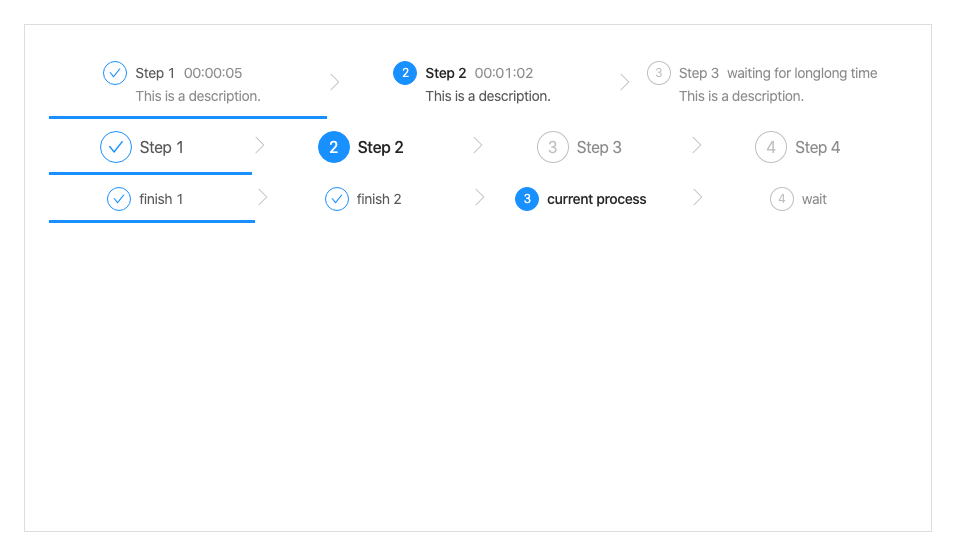 Step 1 00:00:05 2 Step 2 00:01:02 3 Step 3 waiting for longlong time
This is a description. This is a description. This is a description.
Step 1 2 Step 2 3 Step 3 4 Step 4
finish 1 finish 2 3 current process 4 wait